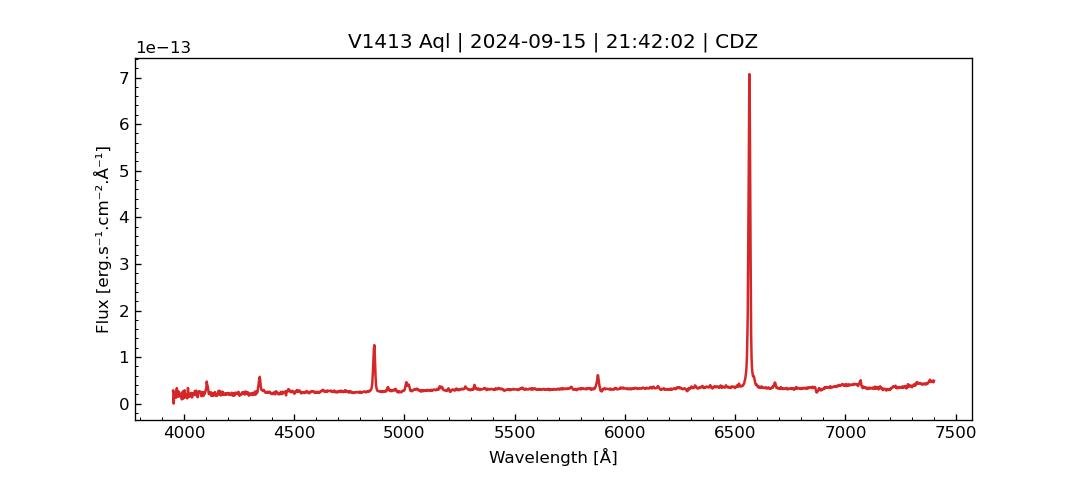 V1413 Aql | 2024-09-15 | 21:42:02 | CDZ
1e−13
7
6
5
4
3
2
1
0
Flux [erg.s⁻¹.cm⁻².Å⁻¹]
4000 4500 5000 5500 6000 6500 7000 7500
Wavelength [Å]